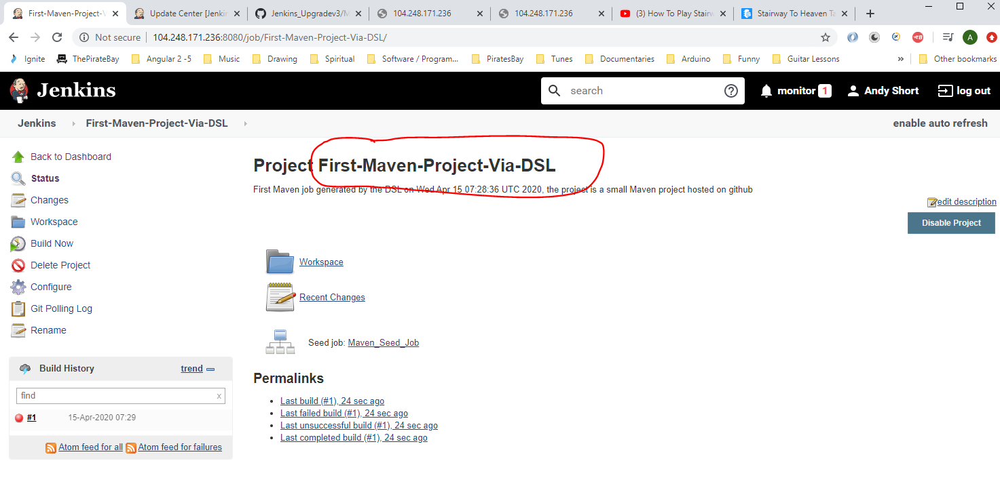 First-Maven-Project-V
Update Center [Jenkin
Jenkins_Upgradev3/M
104.248.171.236
104.248.171.236
(3) How To Play Stairw
Stairway To Heaven Ta
Not secure 104.248.171.236:8080/job/First-Maven-Project-Via-DSL/
A
Ignite ThePirateBay Angular 2 -5 Music Drawing Spiritual Software / Program... PiratesBay Tunes Documentaries Arduino Funny Guitar Lessons » Other bookmarks
Jenkins search ? monitor 1 Andy Short log out
Jenkins First-Maven-Project-Via-DSL enable auto refresh
Back to Dashboard
Status
Changes
Workspace
Build Now
Delete Project
Configure
Git Polling Log
Rename
Build History trend
find x
#1 15-Apr-2020 07:29
Atom feed for all Atom feed for failures
Project First-Maven-Project-Via-DSL
First Maven job generated by the DSL on Wed Apr 15 07:28:36 UTC 2020, the project is a small Maven project hosted on github
edit description
Disable Project
Workspace
Recent Changes
Seed job: Maven_Seed_Job
Permalinks
Last build (#1), 24 sec ago
Last failed build (#1), 24 sec ago
Last unsuccessful build (#1), 24 sec ago
Last completed build (#1), 24 sec ago